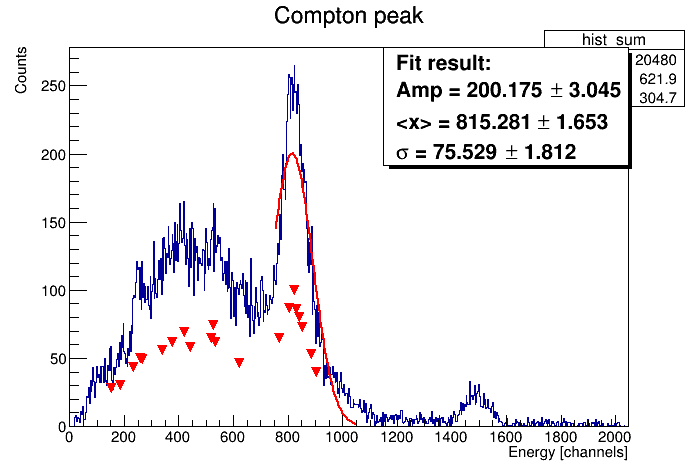 Compton peak
hist_sum
20480
621.9
304.7
Fit result:
Amp = 200.175 ± 3.045
<x> = 815.281 ± 1.653
σ = 75.529 ± 1.812
Counts
250
200
150
100
50
0
0 200 400 600 800 1000 1200 1400 1600 1800 2000
Energy [channels]